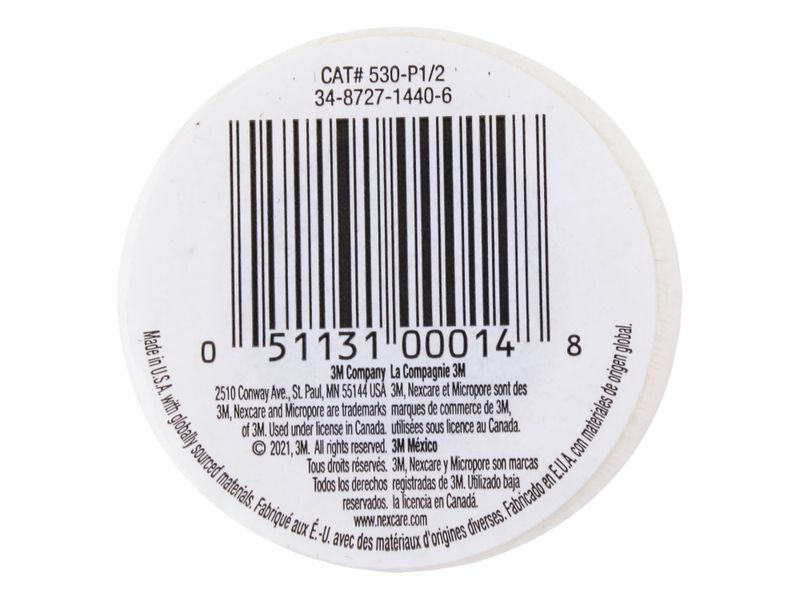 CAT# 530-P1/2
34-8727-1440-6
0 51131 00014 8
3M Company La Compagnie 3M
2510 Conway Ave., St. Paul, MN 55144 USA 3M, Nexcare et Micropore sont des
3M, Nexcare and Micropore are trademarks marques de commerce de 3M,
of 3M. Used under license in Canada. utilisées sous licence au Canada.
© 2021, 3M. All rights reserved. 3M México
Tous droits réservés. 3M, Nexcare y Micropore son marcas
Todos los derechos registradas de 3M. Utilizado baja
reservados. la licencia en Canadá.
www.nexcare.com
Made in U.S.A. with globally sourced materials. Fabriqué aux É.-U. avec des matériaux d'origines diverses. Fabricado en E.U.A. con materiales de origen global.